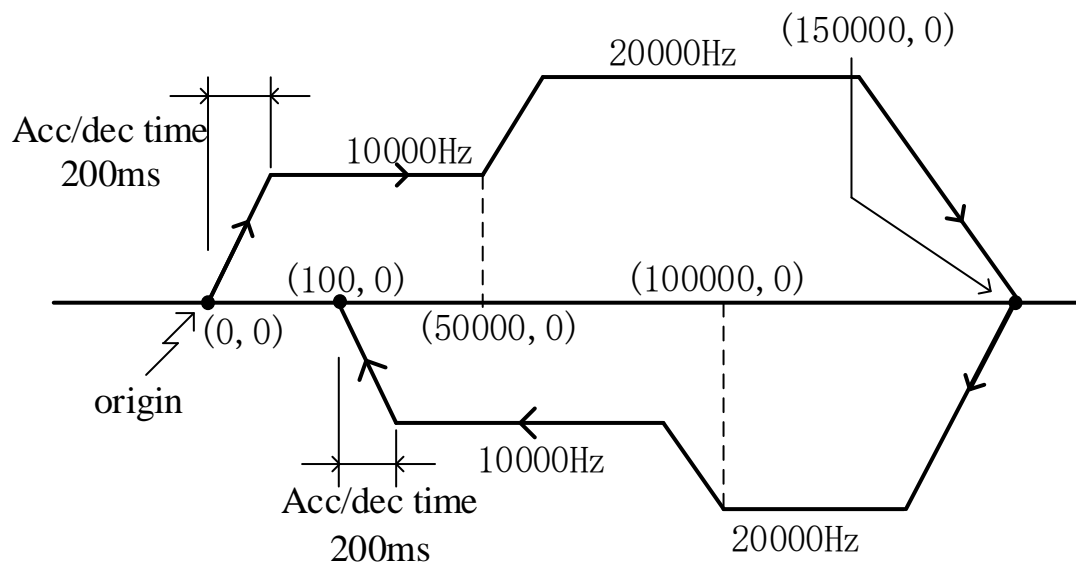 (150000, 0)
20000Hz
Acc/dec time
200ms
10000Hz
(100, 0)
(100000, 0)
(0, 0)
(50000, 0)
origin
10000Hz
Acc/dec time
200ms
20000Hz